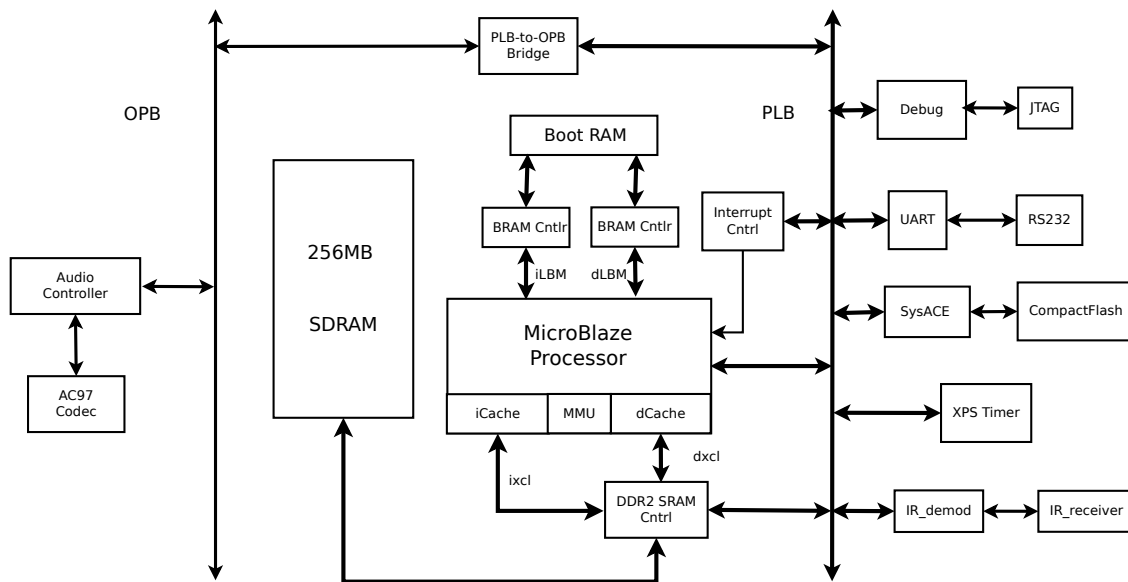 PLB-to-OPB
Bridge
OPB
PLB
Debug
JTAG
Boot RAM
BRAM Cntlr
BRAM Cntlr
Interrupt
Cntrl
UART
RS232
256MB
SDRAM
iLBM
dLBM
Audio
Controller
MicroBlaze
Processor
SysACE
CompactFlash
AC97
Codec
iCache
MMU
dCache
XPS Timer
ixcl
dxcl
DDR2 SRAM
Cntrl
IR_demod
IR_receiver